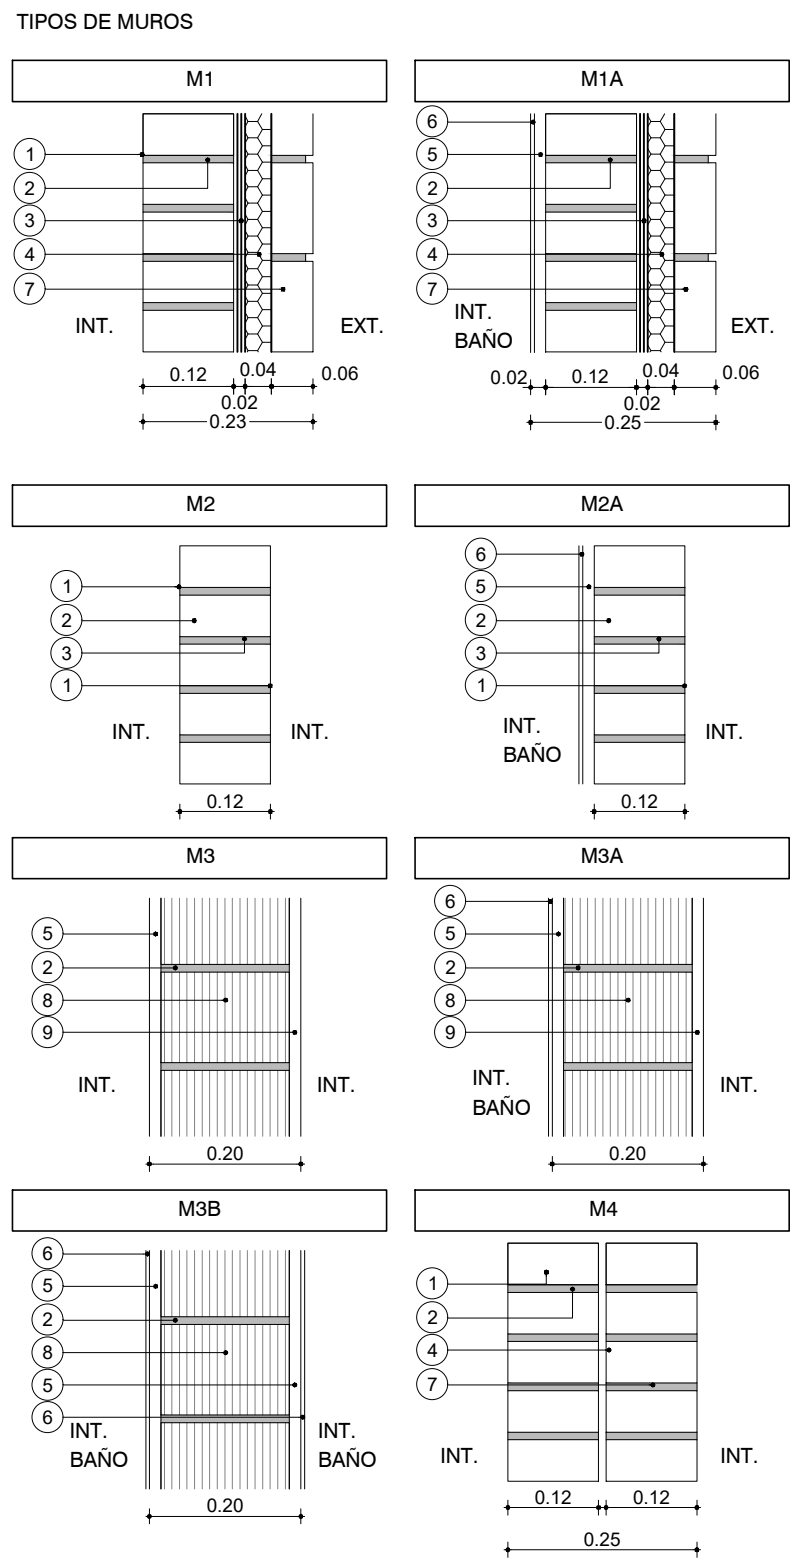 TIPOS DE MUROS
M1
1
2
3
4
7
INT.
EXT.
0.12
0.04
0.06
0.02
0.23
M1A
6
5
2
3
4
7
INT.
BAÑO
EXT.
0.02
0.12
0.04
0.06
0.02
0.25
M2
1
2
3
1
INT.
INT.
0.12
M2A
6
5
2
3
1
INT.
BAÑO
INT.
0.12
M3
5
2
8
9
INT.
INT.
0.20
M3A
6
5
2
8
9
INT.
BAÑO
INT.
0.20
M3B
6
5
2
8
5
6
INT.
BAÑO
INT.
BAÑO
0.20
M4
1
2
4
7
INT.
INT.
0.12
0.12
0.25